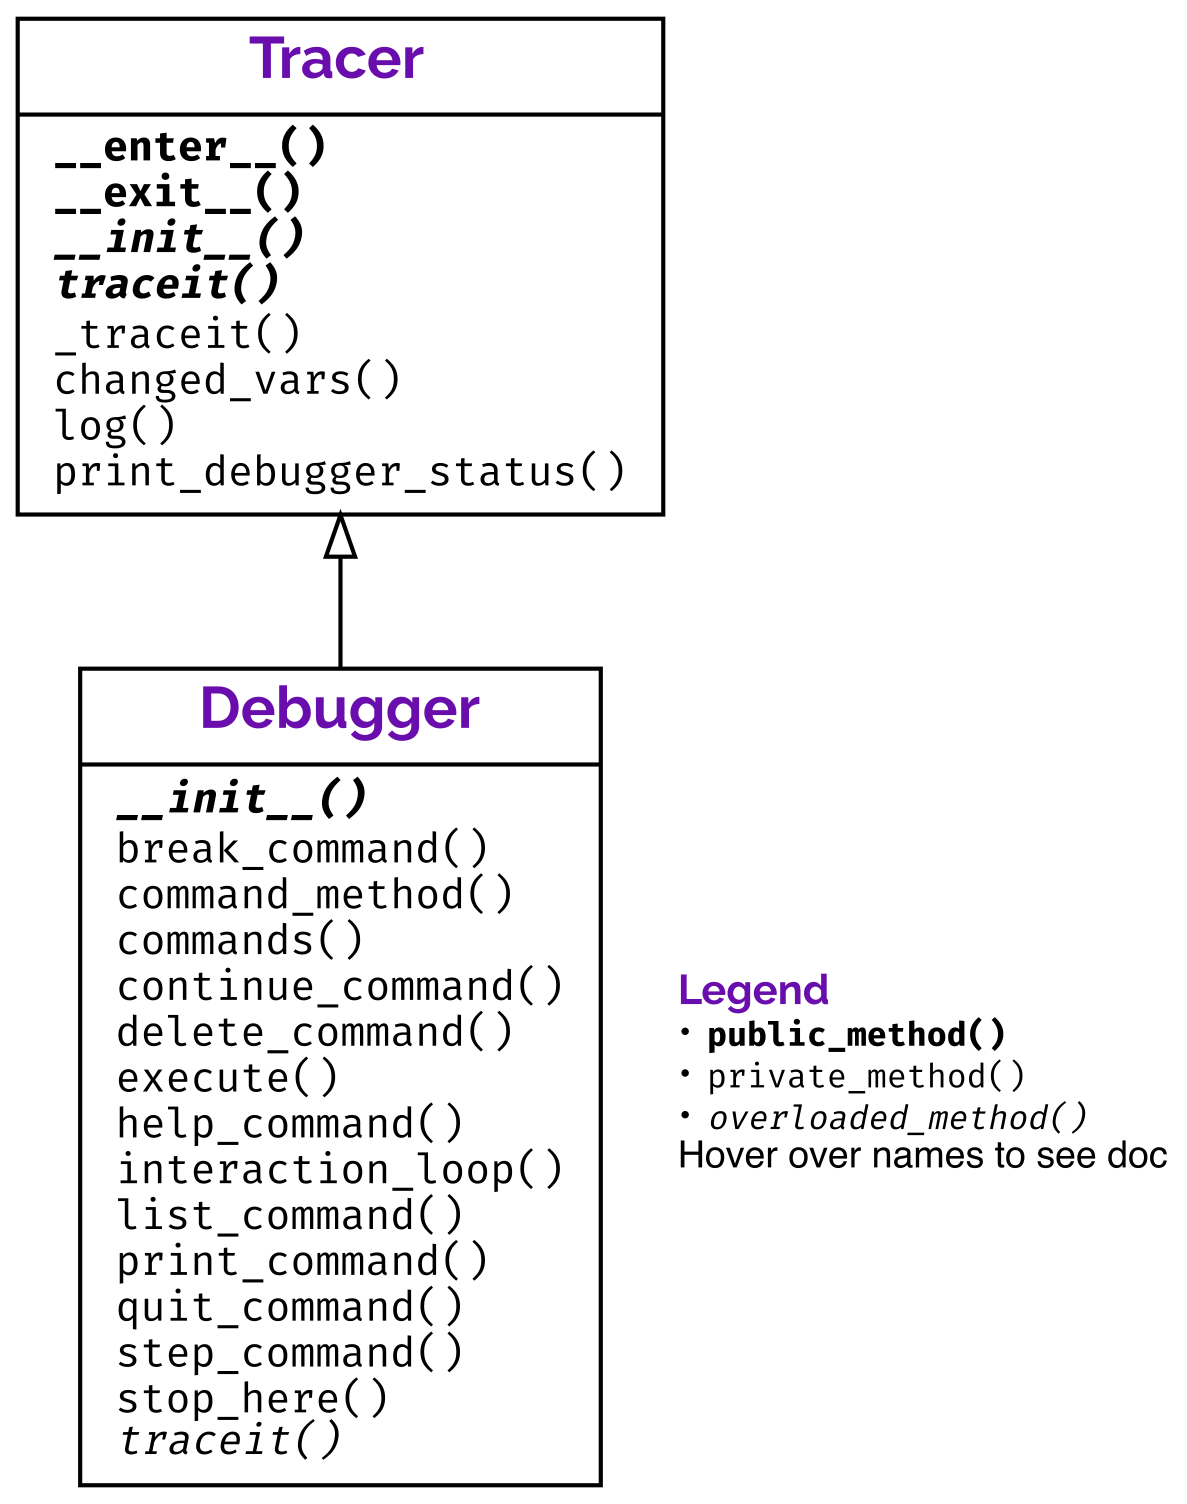 Tracer
__enter__()
__exit__()
__init__()
traceit()
_traceit()
changed_vars()
log()
print_debugger_status()
Debugger
__init__()
break_command()
command_method()
commands()
continue_command()
delete_command()
execute()
help_command()
interaction_loop()
list_command()
print_command()
quit_command()
step_command()
stop_here()
traceit()
Legend
• public_method()
• private_method()
• overloaded_method()
Hover over names to see doc